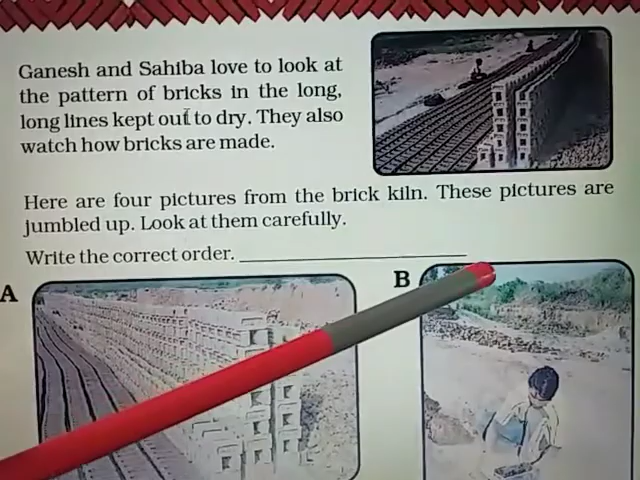 Ganesh and Sahiba love to look at
the pattern of bricks in the long,
long lines kept out to dry. They also
watch how bricks are made.
Here are four pictures from the brick kiln. These pictures are
jumbled up. Look at them carefully.
Write the correct order.
A
B